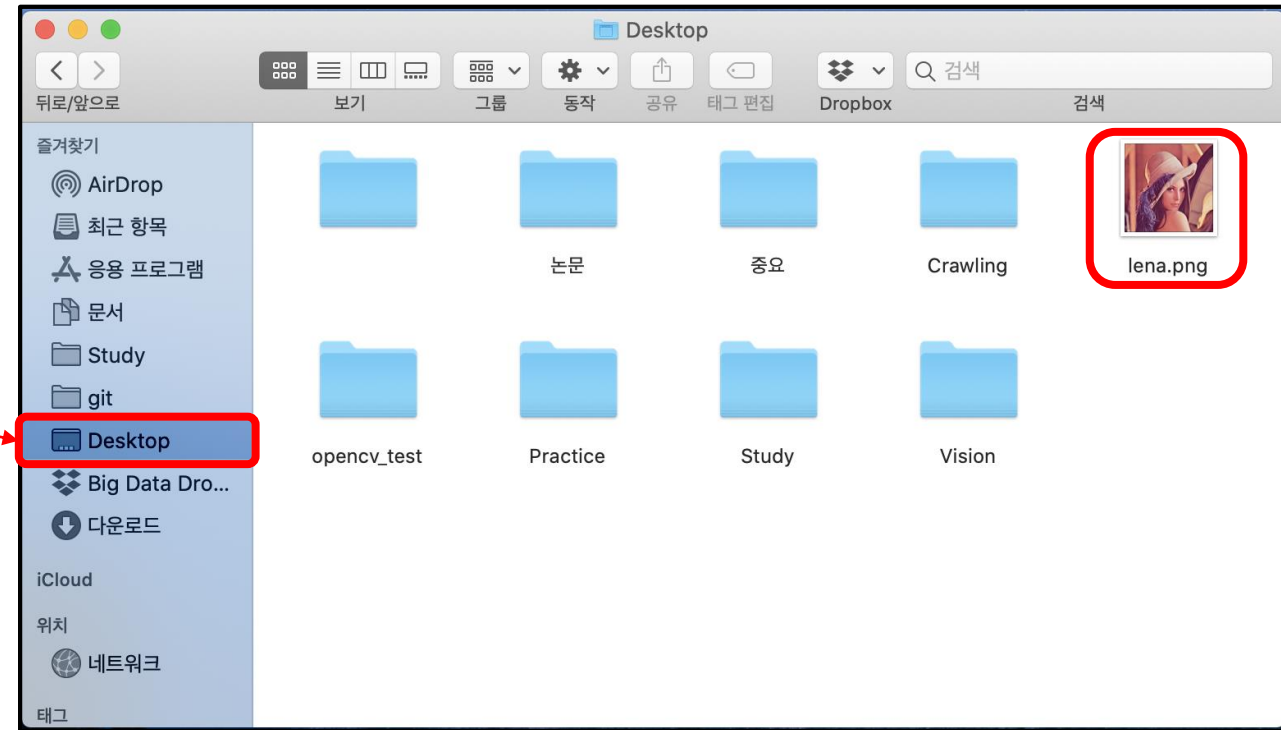 Desktop
검색
뒤로/앞으로
보기
그룹
동작
공유
태그 편집
Dropbox
검색
즐겨찾기
AirDrop
최근 항목
응용 프로그램
문서
Study
git
Desktop
Big Data Dro...
다운로드
iCloud
위치
네트워크
태그
논문
중요
Crawling
lena.png
opencv_test
Practice
Study
Vision